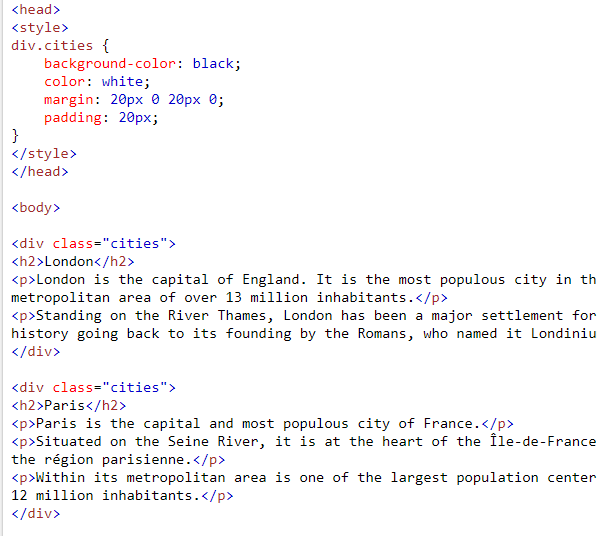 <head>
<style>
div.cities {
    background-color: black;
    color: white;
    margin: 20px 0 20px 0;
    padding: 20px;
}
</style>
</head>

<body>

<div class="cities">
<h2>London</h2>
<p>London is the capital of England. It is the most populous city in th
metropolitan area of over 13 million inhabitants.</p>
<p>Standing on the River Thames, London has been a major settlement for
history going back to its founding by the Romans, who named it Londiniu
</div>

<div class="cities">
<h2>Paris</h2>
<p>Paris is the capital and most populous city of France.</p>
<p>Situated on the Seine River, it is at the heart of the Île-de-France
the région parisienne.</p>
<p>Within its metropolitan area is one of the largest population center
12 million inhabitants.</p>
</div>